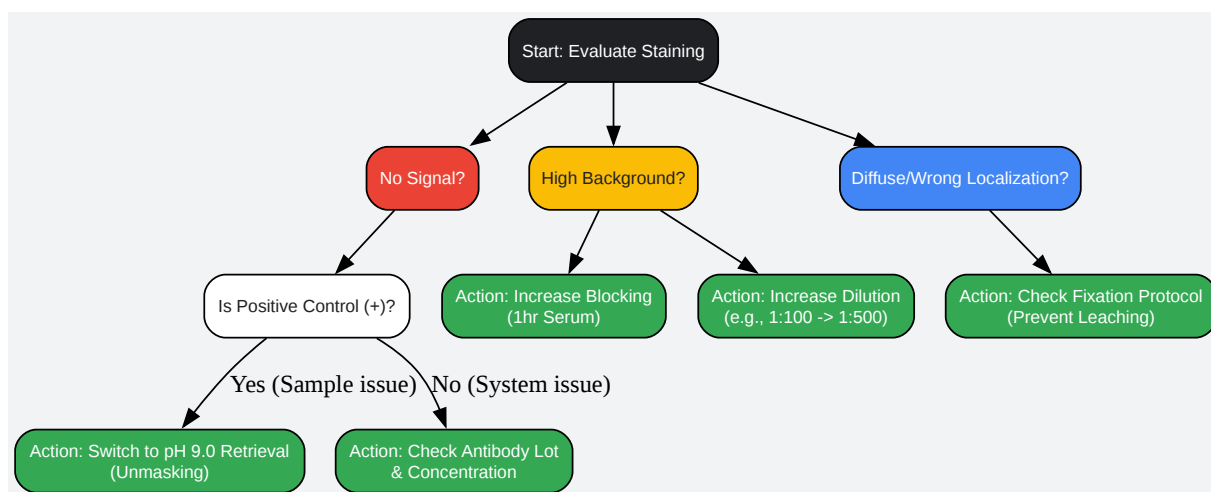 Start: Evaluate Staining
No Signal?
High Background?
Diffuse/Wrong Localization?
Is Positive Control (+)?
Action: Increase Blocking
(1hr Serum)
Action: Increase Dilution
(e.g., 1:100 -> 1:500)
Action: Check Fixation Protocol
(Prevent Leaching)
Yes (Sample issue)
No (System issue)
Action: Switch to pH 9.0 Retrieval
(Unmasking)
Action: Check Antibody Lot
& Concentration